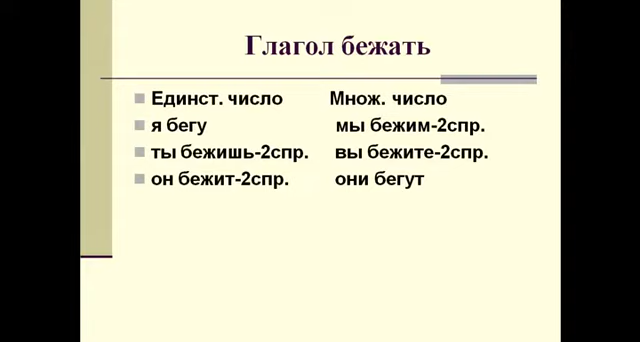 Глагол бежать
Единст. число Множ. число
я бегу мы бежим-2спр.
ты бежишь-2спр. вы бежите-2спр.
он бежит-2спр. они бегут